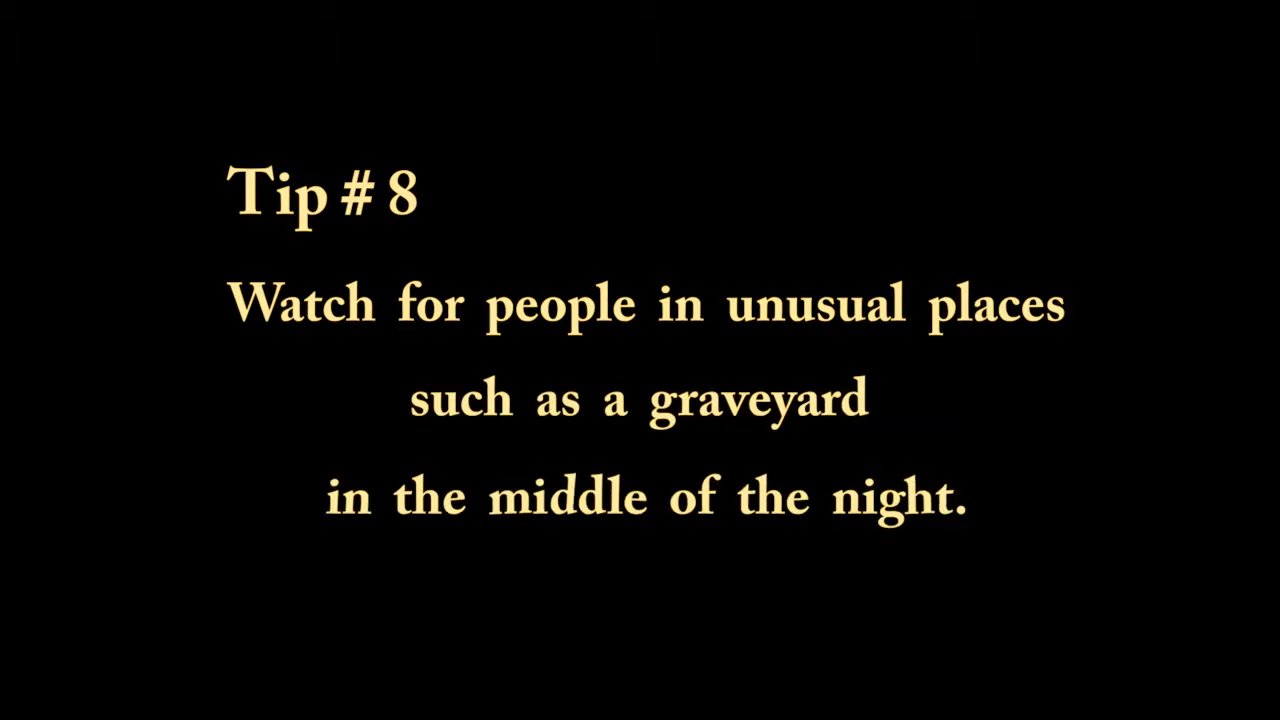 Tip # 8
Watch for people in unusual places
such as a graveyard
in the middle of the night.